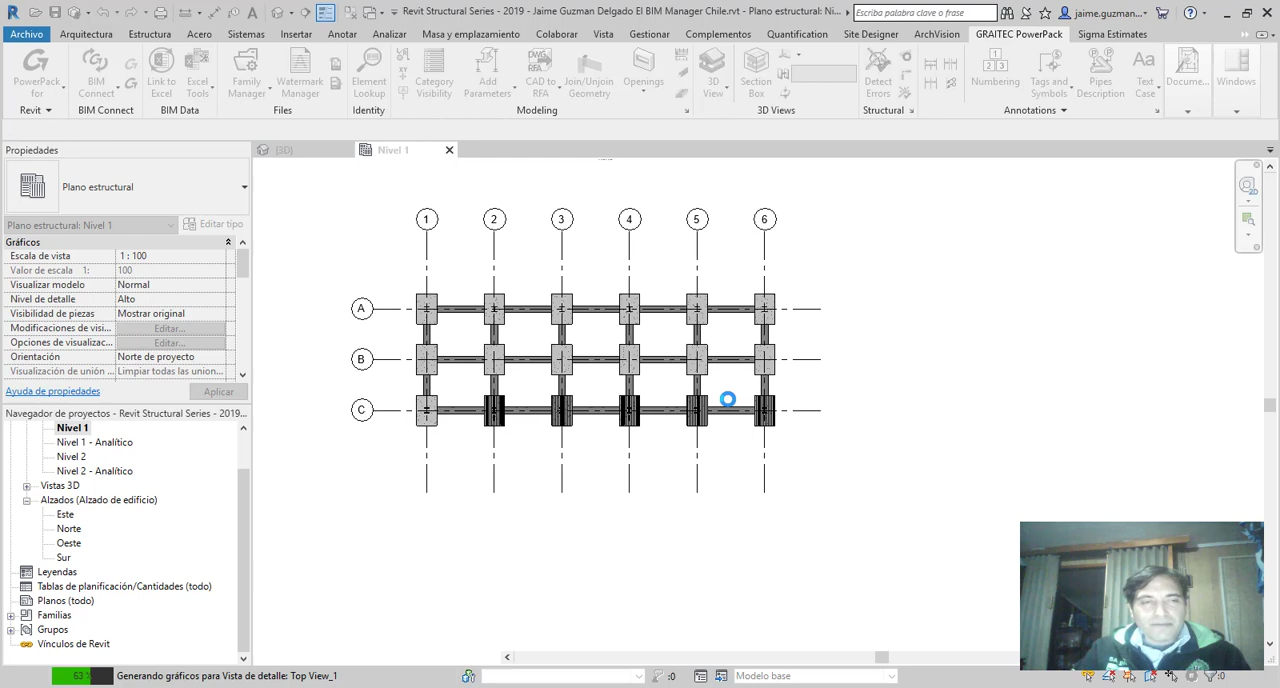 Revit Structural Series - 2019 - Jaime Guzman Delgado El BIM Manager Chile.rvt - Plano estructural: Ni...
Escriba palabra clave o frase
jaime.guzman...
Archivo Arquitectura Estructura Acero Sistemas Insertar Anotar Analizar Masa y emplazamiento Colaborar Vista Gestionar Complementos Quantification Site Designer ArchVision GRAITEC PowerPack Sigma Estimates
PowerPack for
BIM Connect
Link to Excel
Excel Tools
Family Manager
Watermark Manager
Element Lookup
Category Visibility
Add Parameters
CAD to RFA
Join/Unjoin Geometry
Openings
3D View
Section Box
Detect Errors
Numbering
Tags and Symbols
Pipes Description
Text Case
Docume...
Windows
Revit BIM Connect BIM Data Files Identity Modeling 3D Views Structural Annotations
Propiedades
{3D}
Nivel 1
Plano estructural
Plano estructural: Nivel 1 Editar tipo
Gráficos
Escala de vista 1 : 100
Valor de escala 1: 100
Visualizar modelo Normal
Nivel de detalle Alto
Visibilidad de piezas Mostrar original
Modificaciones de visi... Editar...
Opciones de visualizac... Editar...
Orientación Norte de proyecto
Visualización de unión Limpiar todas las union...
Ayuda de propiedades Aplicar
Navegador de proyectos - Revit Structural Series - 2019...
Nivel 1
Nivel 1 - Analítico
Nivel 2
Nivel 2 - Analítico
Vistas 3D
Alzados (Alzado de edificio)
Este
Norte
Oeste
Sur
Leyendas
Tablas de planificación/Cantidades (todo)
Planos (todo)
Familias
Grupos
Vínculos de Revit
1 2 3 4 5 6
A
B
C
63 % Generando gráficos para Vista de detalle: Top View_1
:0
Modelo base
:0